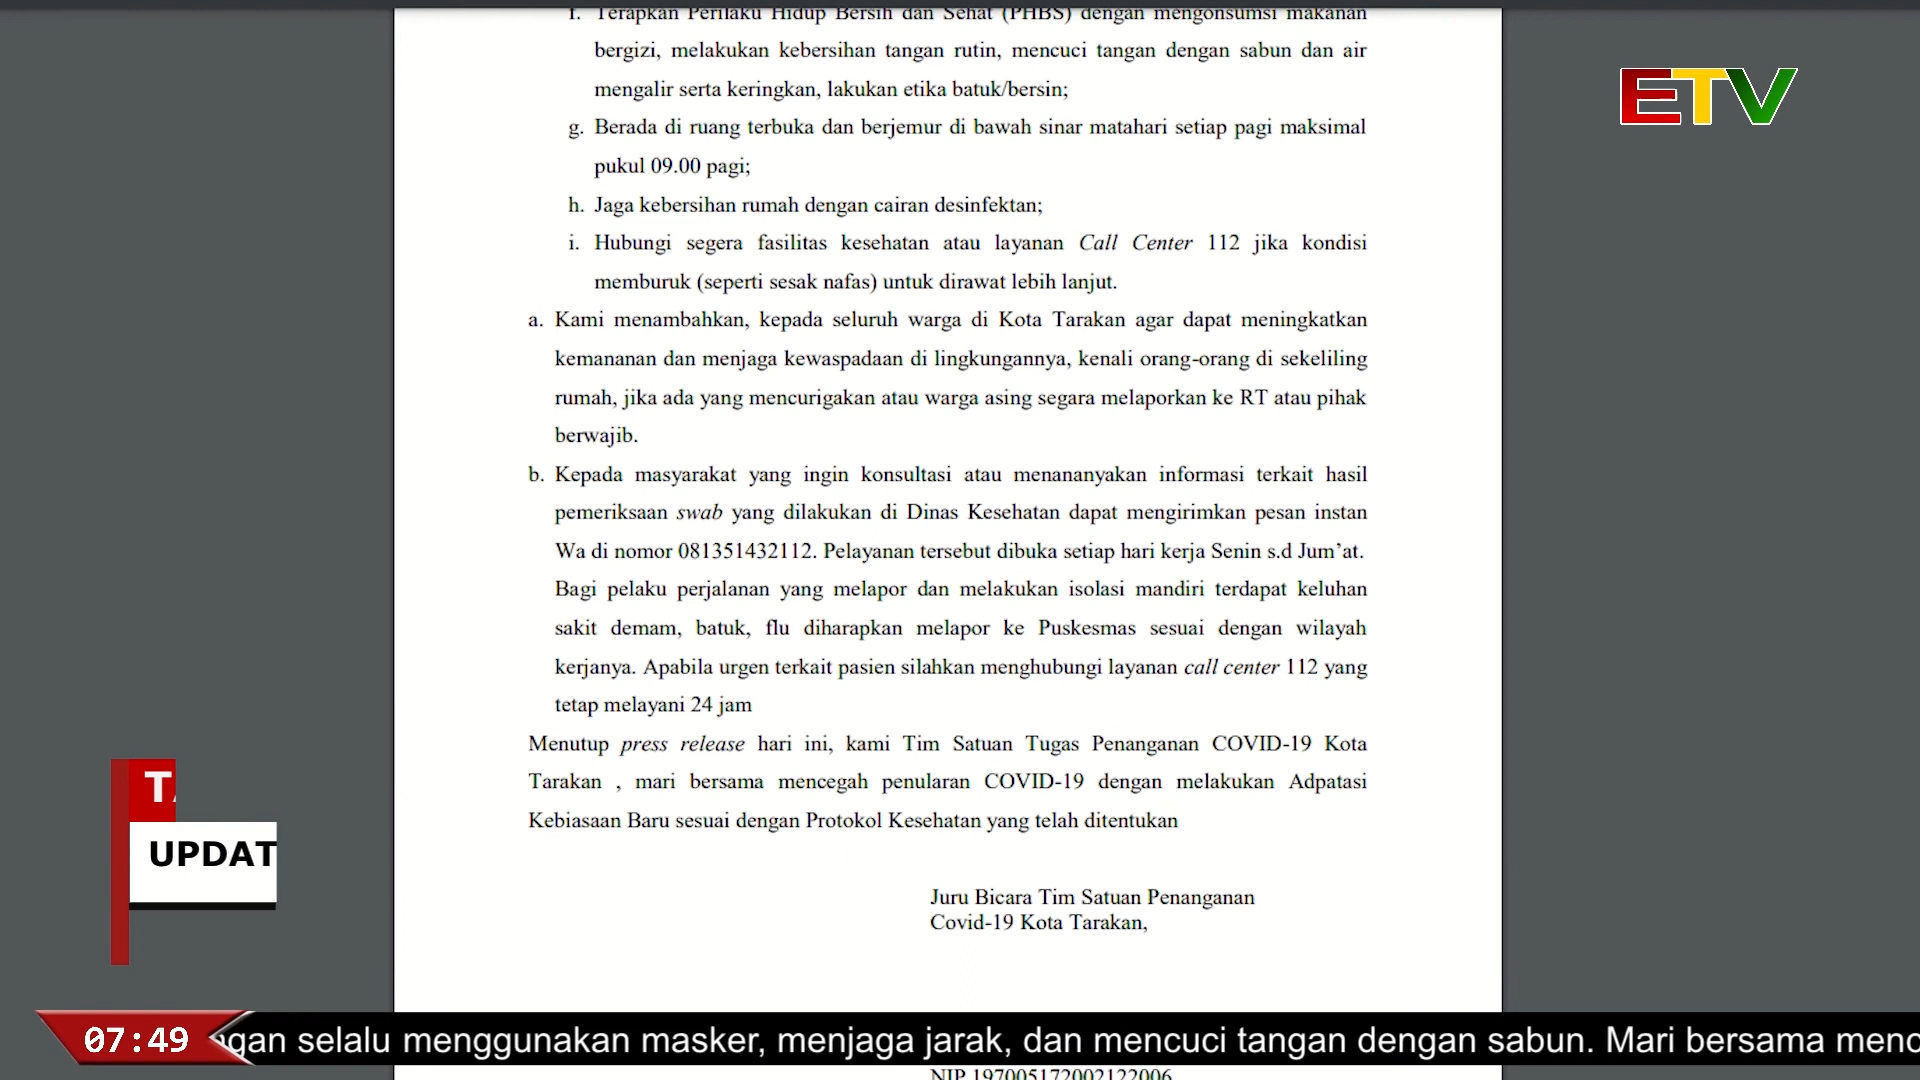 f. Terapkan Perilaku Hidup Bersih dan Sehat (PHBS) dengan mengonsumsi makanan
bergizi, melakukan kebersihan tangan rutin, mencuci tangan dengan sabun dan air
mengalir serta keringkan, lakukan etika batuk/bersin;
g. Berada di ruang terbuka dan berjemur di bawah sinar matahari setiap pagi maksimal
pukul 09.00 pagi;
h. Jaga kebersihan rumah dengan cairan desinfektan;
i. Hubungi segera fasilitas kesehatan atau layanan Call Center 112 jika kondisi
memburuk (seperti sesak nafas) untuk dirawat lebih lanjut.
a. Kami menambahkan, kepada seluruh warga di Kota Tarakan agar dapat meningkatkan
kemananan dan menjaga kewaspadaan di lingkungannya, kenali orang-orang di sekeliling
rumah, jika ada yang mencurigakan atau warga asing segara melaporkan ke RT atau pihak
berwajib.
b. Kepada masyarakat yang ingin konsultasi atau menananyakan informasi terkait hasil
pemeriksaan swab yang dilakukan di Dinas Kesehatan dapat mengirimkan pesan instan
Wa di nomor 081351432112. Pelayanan tersebut dibuka setiap hari kerja Senin s.d Jum’at.
Bagi pelaku perjalanan yang melapor dan melakukan isolasi mandiri terdapat keluhan
sakit demam, batuk, flu diharapkan melapor ke Puskesmas sesuai dengan wilayah
kerjanya. Apabila urgen terkait pasien silahkan menghubungi layanan call center 112 yang
tetap melayani 24 jam
Menutup press release hari ini, kami Tim Satuan Tugas Penanganan COVID-19 Kota
Tarakan , mari bersama mencegah penularan COVID-19 dengan melakukan Adpatasi
Kebiasaan Baru sesuai dengan Protokol Kesehatan yang telah ditentukan
Juru Bicara Tim Satuan Penanganan
Covid-19 Kota Tarakan,
NIP 197005172002122006
ETV
UPDAT
07:49
gan selalu menggunakan masker, menjaga jarak, dan mencuci tangan dengan sabun. Mari bersama menc